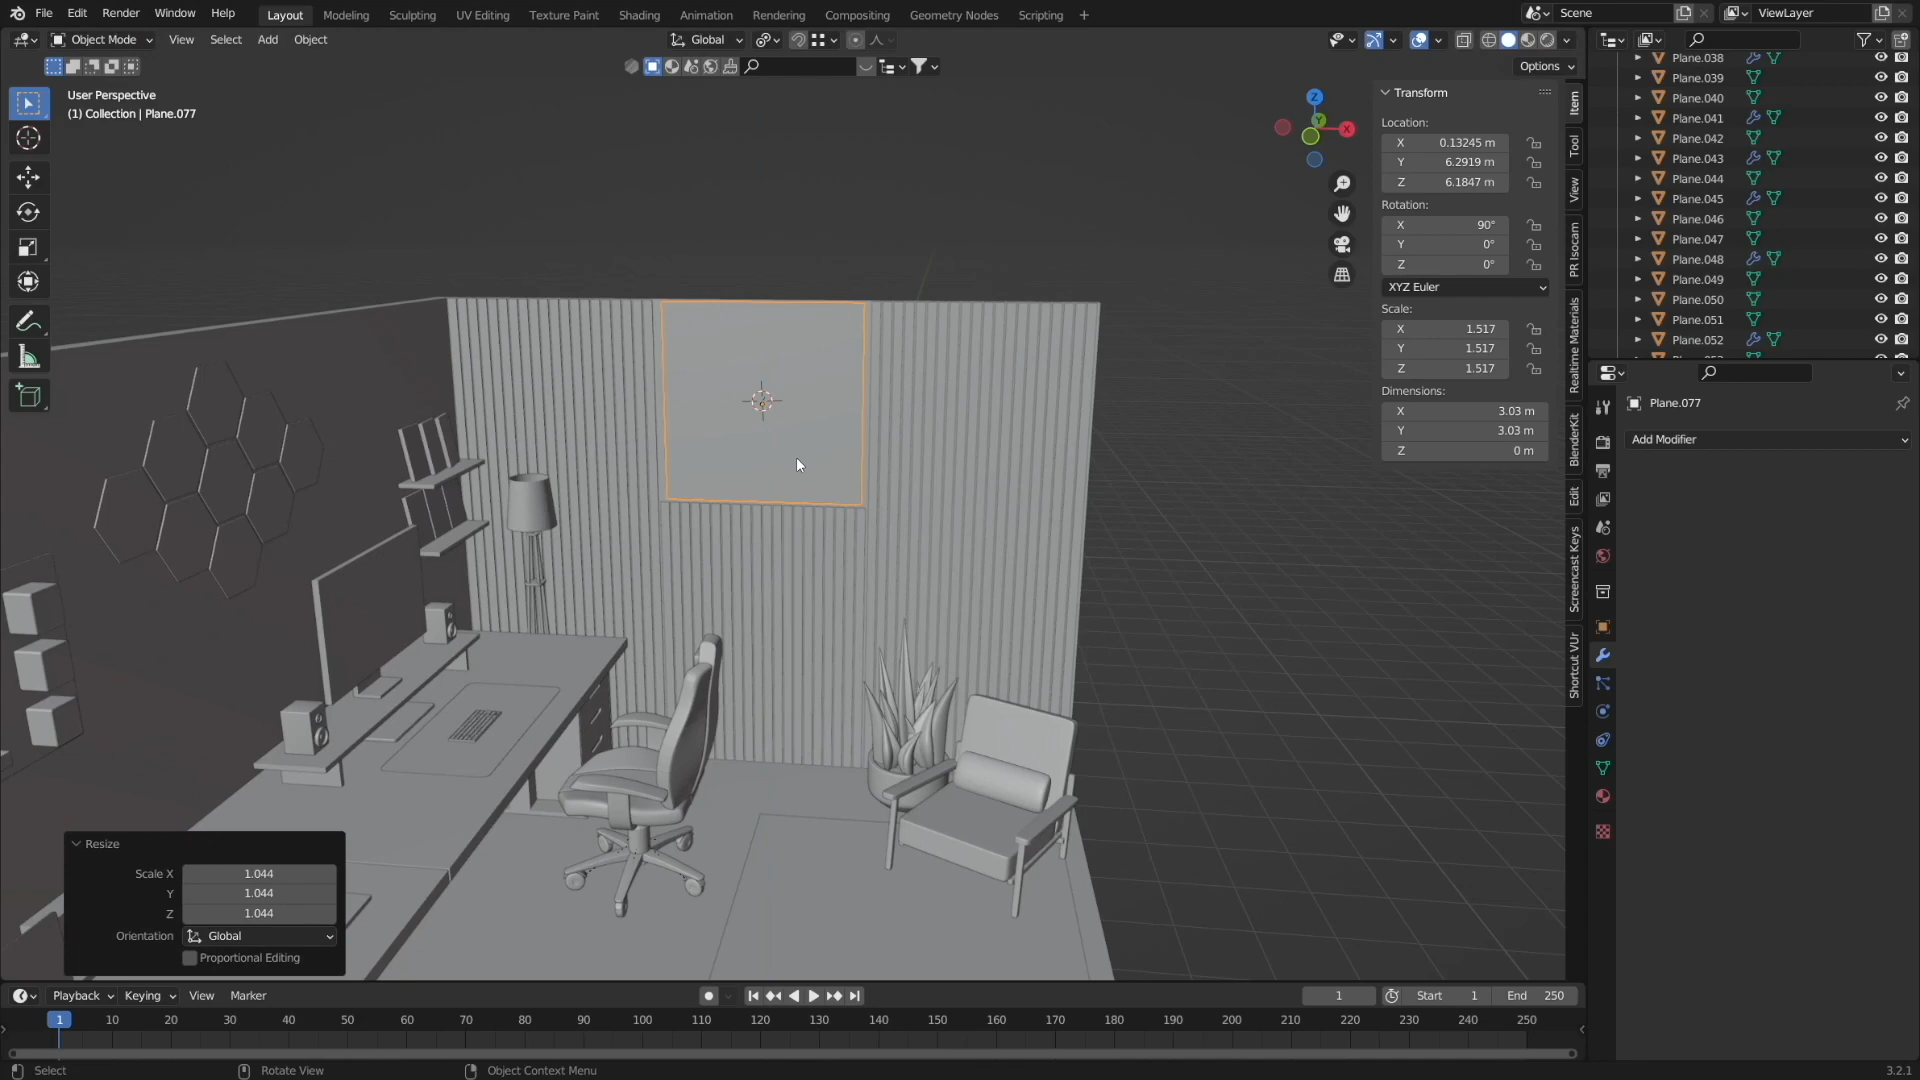 File Edit Render Window Help Layout Modeling Sculpting UV Editing Texture Paint Shading Animation Rendering Compositing Geometry Nodes Scripting + Scene ViewLayer
Object Mode View Select Add Object Global
Options
User Perspective
(1) Collection | Plane.077
Z
Y
X
Transform
Location:
X 0.13245 m
Y 6.2919 m
Z 6.1847 m
Rotation:
X 90°
Y 0°
Z 0°
XYZ Euler
Scale:
X 1.517
Y 1.517
Z 1.517
Dimensions:
X 3.03 m
Y 3.03 m
Z 0 m
Item
Tool
View
PR Isocam
Realtime Materials
BlenderKit
Edit
Screencast Keys
Shortcut VUr
Plane.038
Plane.039
Plane.040
Plane.041
Plane.042
Plane.043
Plane.044
Plane.045
Plane.046
Plane.047
Plane.048
Plane.049
Plane.050
Plane.051
Plane.052
Plane.077
Add Modifier
Resize
Scale X 1.044
Y 1.044
Z 1.044
Orientation Global
Proportional Editing
Playback Keying View Marker 1 Start 1 End 250
1 10 20 30 40 50 60 70 80 90 100 110 120 130 140 150 160 170 180 190 200 210 220 230 240 250
Select Rotate View Object Context Menu 3.2.1